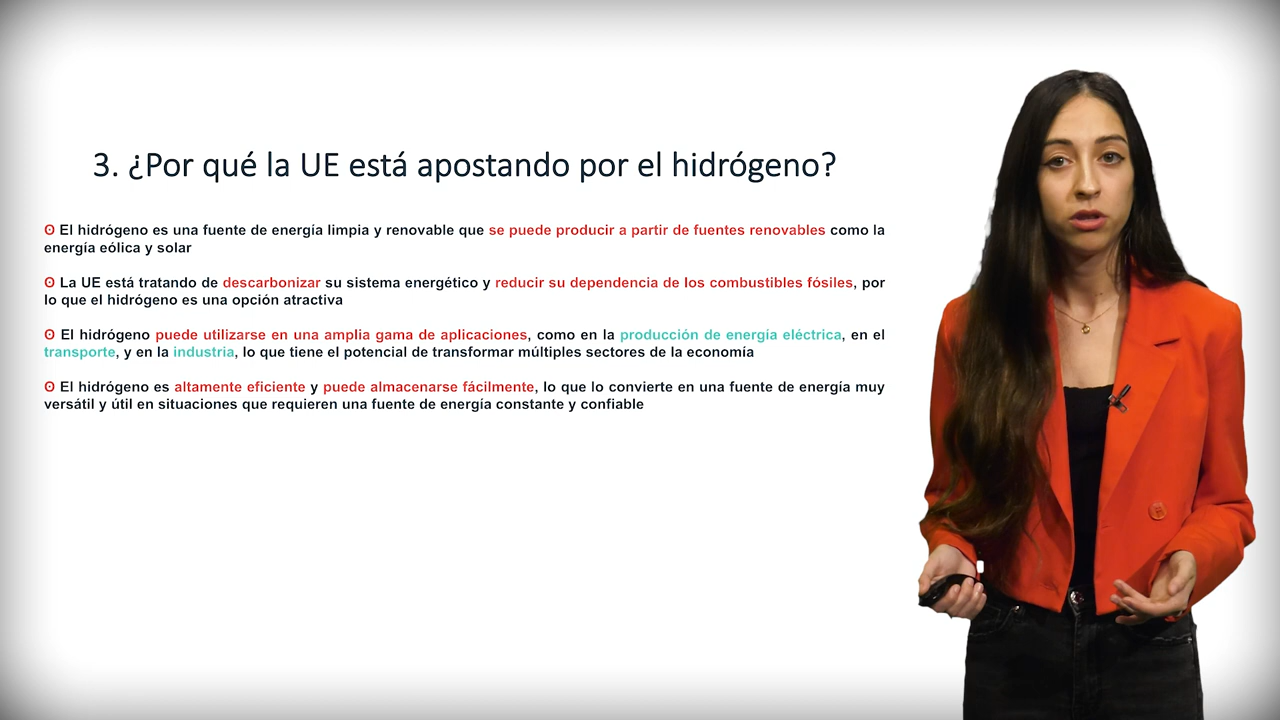 3. ¿Por qué la UE está apostando por el hidrógeno?
ʘ El hidrógeno es una fuente de energía limpia y renovable que se puede producir a partir de fuentes renovables como la
energía eólica y solar
ʘ La UE está tratando de descarbonizar su sistema energético y reducir su dependencia de los combustibles fósiles, por
lo que el hidrógeno es una opción atractiva
ʘ El hidrógeno puede utilizarse en una amplia gama de aplicaciones, como en la producción de energía eléctrica, en el
transporte, y en la industria, lo que tiene el potencial de transformar múltiples sectores de la economía
ʘ El hidrógeno es altamente eficiente y puede almacenarse fácilmente, lo que lo convierte en una fuente de energía muy
versátil y útil en situaciones que requieren una fuente de energía constante y confiable